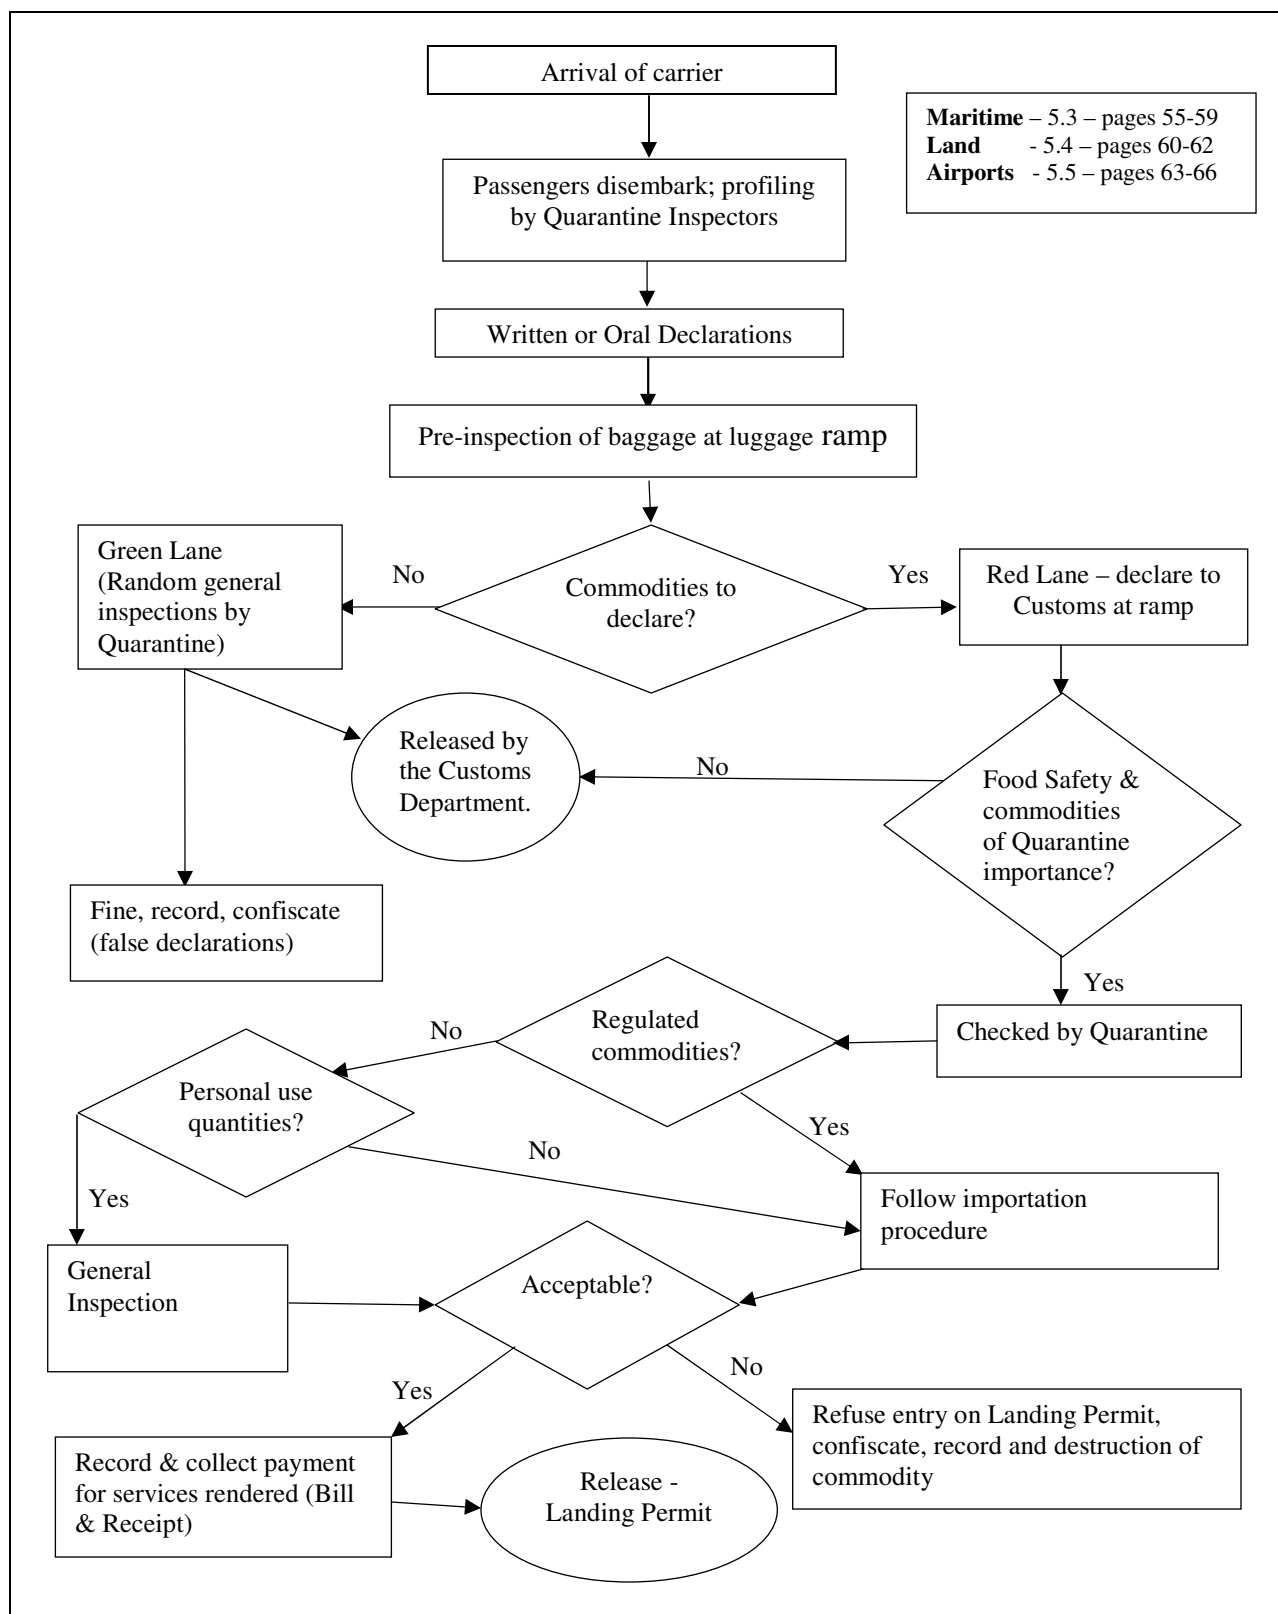 Arrival of carrier
Maritime – 5.3 – pages 55-59
Land - 5.4 – pages 60-62
Airports - 5.5 – pages 63-66
Passengers disembark; profiling
by Quarantine Inspectors
Written or Oral Declarations
Pre-inspection of baggage at luggage ramp
Green Lane
(Random general
inspections by
Quarantine)
No
Commodities to
declare?
Yes
Red Lane – declare to
Customs at ramp
Released by
the Customs
Department.
No
Food Safety &
commodities
of Quarantine
importance?
Fine, record, confiscate
(false declarations)
Yes
Checked by Quarantine
Regulated
commodities?
No
Personal use
quantities?
Yes
No
Yes
Follow importation
procedure
General
Inspection
Acceptable?
Yes
No
Refuse entry on Landing Permit,
confiscate, record and destruction of
commodity
Record & collect payment
for services rendered (Bill
& Receipt)
Release -
Landing Permit